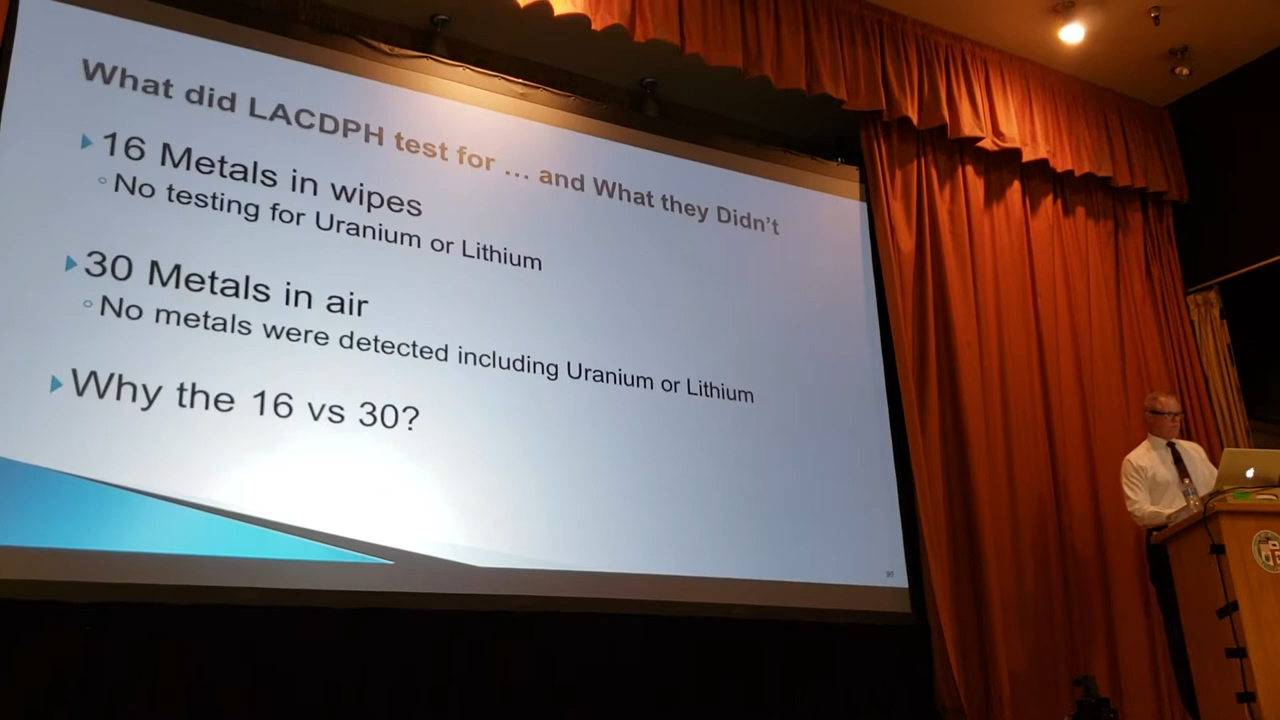 What did LACDPH test for ... and What they Didn't
16 Metals in wipes
No testing for Uranium or Lithium
30 Metals in air
No metals were detected including Uranium or Lithium
Why the 16 vs 30?